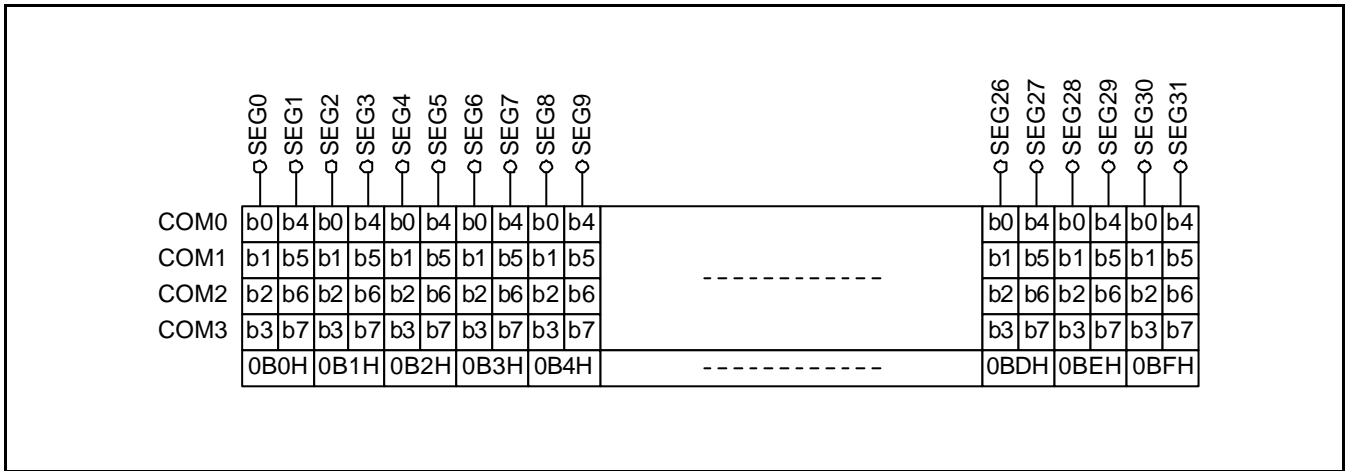 SEG0 SEG1 SEG2 SEG3 SEG4 SEG5 SEG6 SEG7 SEG8 SEG9 SEG26 SEG27 SEG28 SEG29 SEG30 SEG31
COM0 b0 b4 b0 b4 b0 b4 b0 b4 b0 b4 b0 b4 b0 b4 b0 b4
COM1 b1 b5 b1 b5 b1 b5 b1 b5 b1 b5 b1 b5 b1 b5 b1 b5
COM2 b2 b6 b2 b6 b2 b6 b2 b6 b2 b6 b2 b6 b2 b6 b2 b6
COM3 b3 b7 b3 b7 b3 b7 b3 b7 b3 b7 b3 b7 b3 b7 b3 b7
0B0H 0B1H 0B2H 0B3H 0B4H 0BDH 0BEH 0BFH